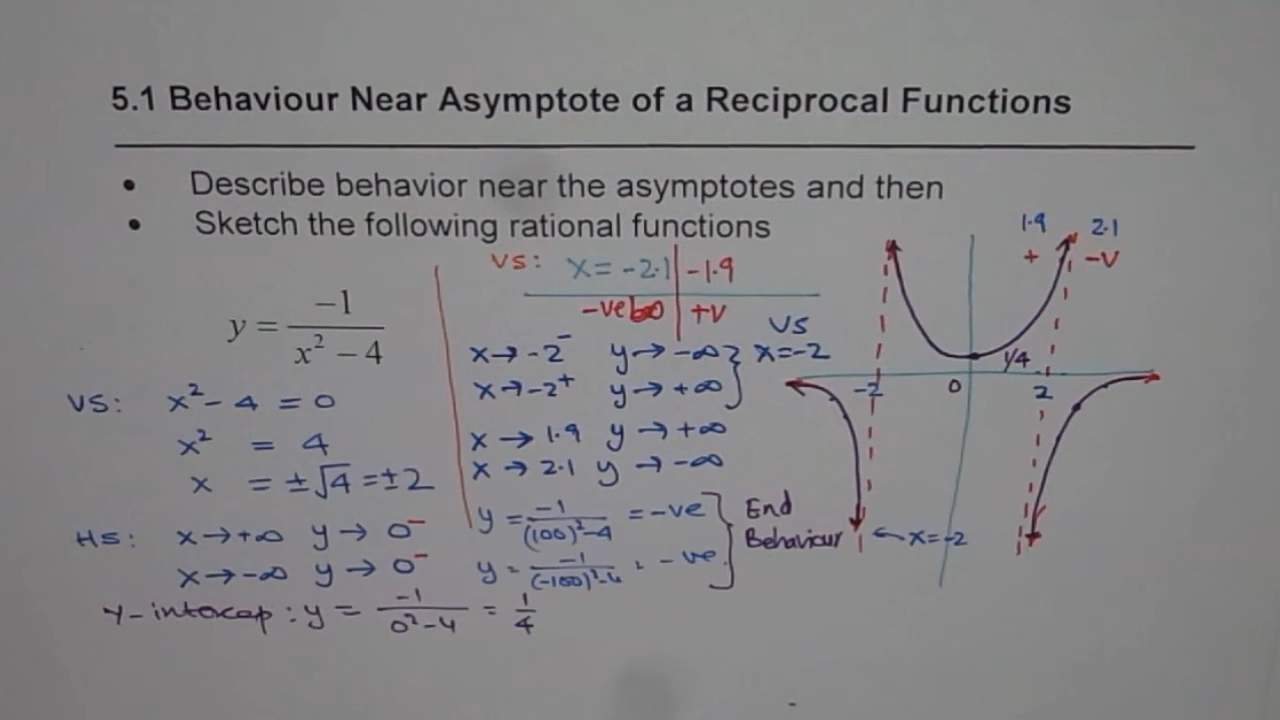 5.1 Behaviour Near Asymptote of a Reciprocal Functions
• Describe behavior near the asymptotes and then
• Sketch the following rational functions
y = -1 / (x² - 4)
VS: x² - 4 = 0
x² = 4
x = ±√4 = ±2
HS: x → +∞ y → 0⁻
x → -∞ y → 0⁻
Y-intercep: y = -1 / (0² - 4) = 1/4
VS: x = -2.1 | -1.9
-ve ∞ | +v
x → -2⁻ y → -∞ } VS
x → -2⁺ y → +∞ } x = -2
x → 1.9 y → +∞
x → 2.1 y → -∞
y = -1 / ((100)² - 4) = -ve } End
y = -1 / ((-100)² - 4) = -ve } Behaviour
1.9 2.1
+ -v
1/4
-2 0 2
← x = -2